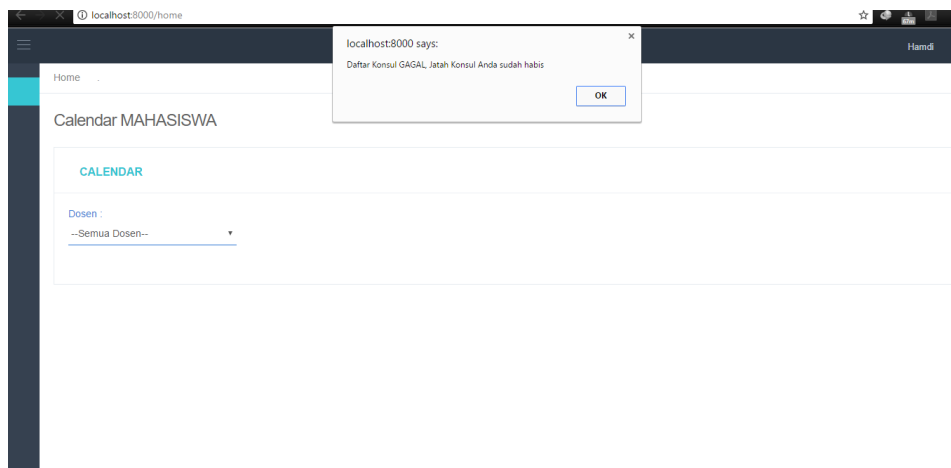 localhost:8000/home
localhost:8000 says:
Daftar Konsul GAGAL, Jatah Konsul Anda sudah habis
OK
Hamdi
Home .
Calendar MAHASISWA
CALENDAR
Dosen :
--Semua Dosen--